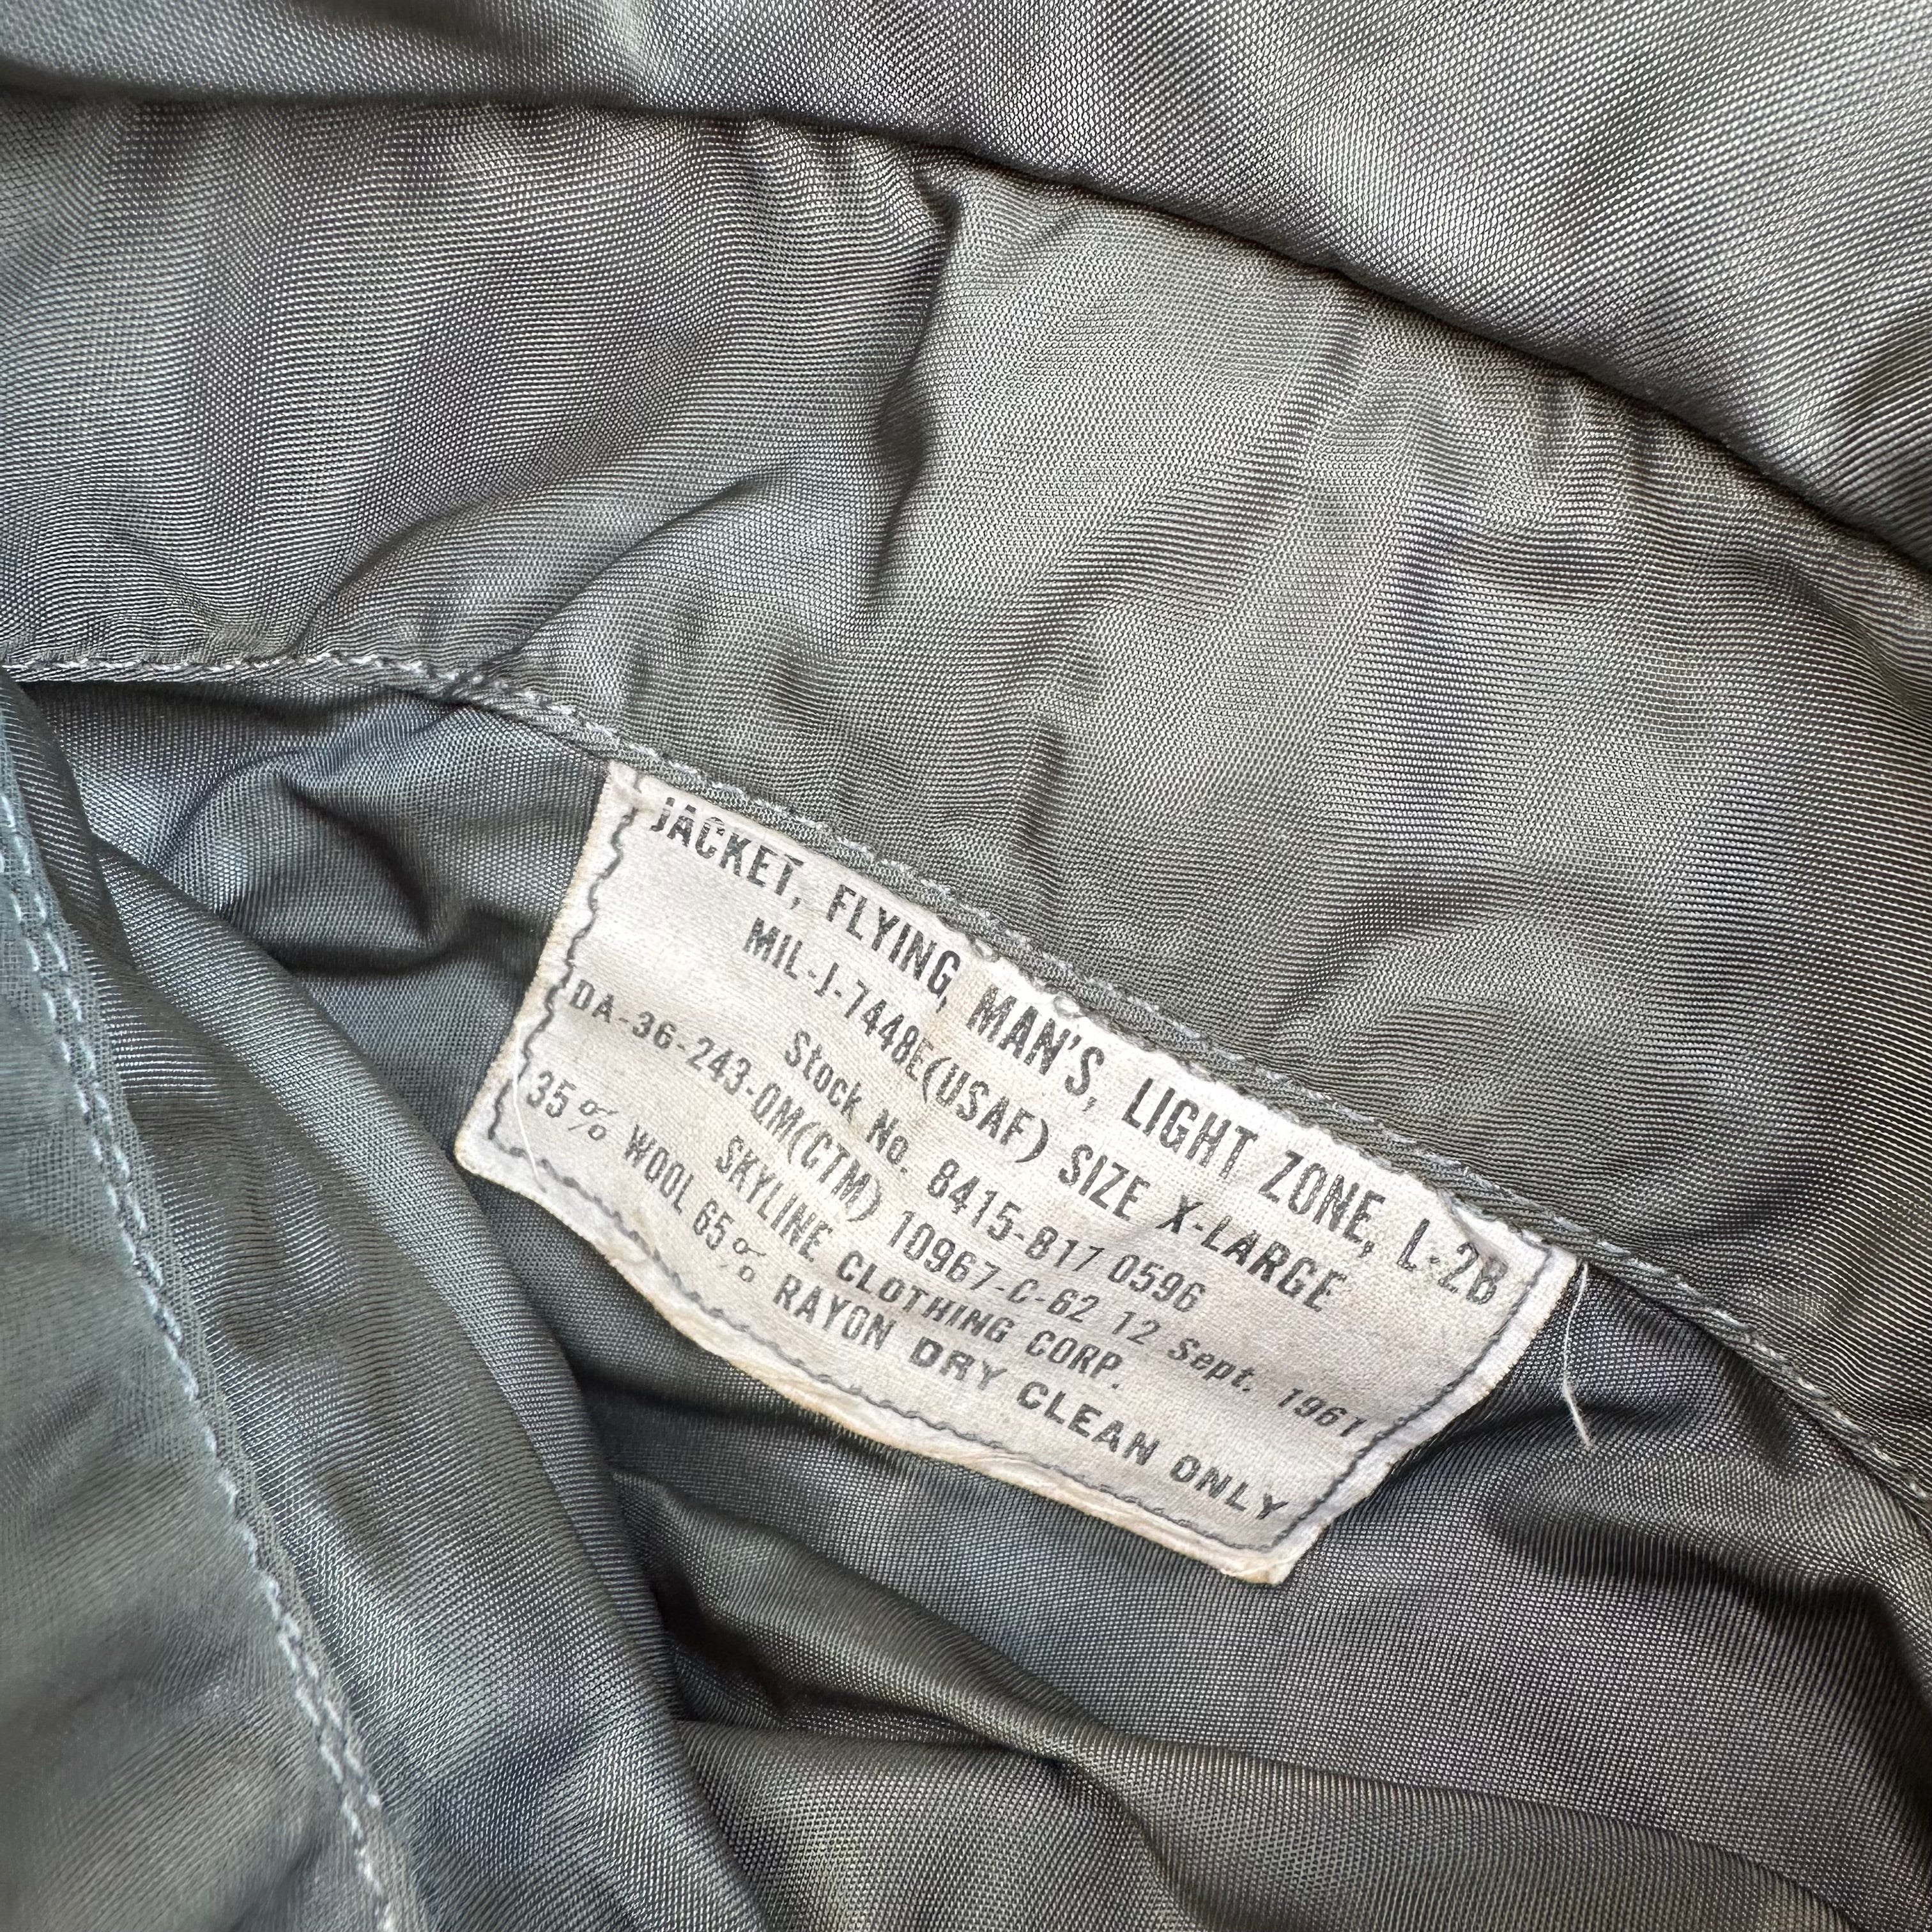 JACKET, FLYING, MAN'S, LIGHT ZONE, L-2B
MIL-J-7448E(USAF) SIZE X-LARGE
Stock No. 8415-817 0596
DA-36-243-QM(CTM) 10967-C-62 12 Sept. 1961
SKYLINE CLOTHING CORP.
35% WOOL 65% RAYON DRY CLEAN ONLY